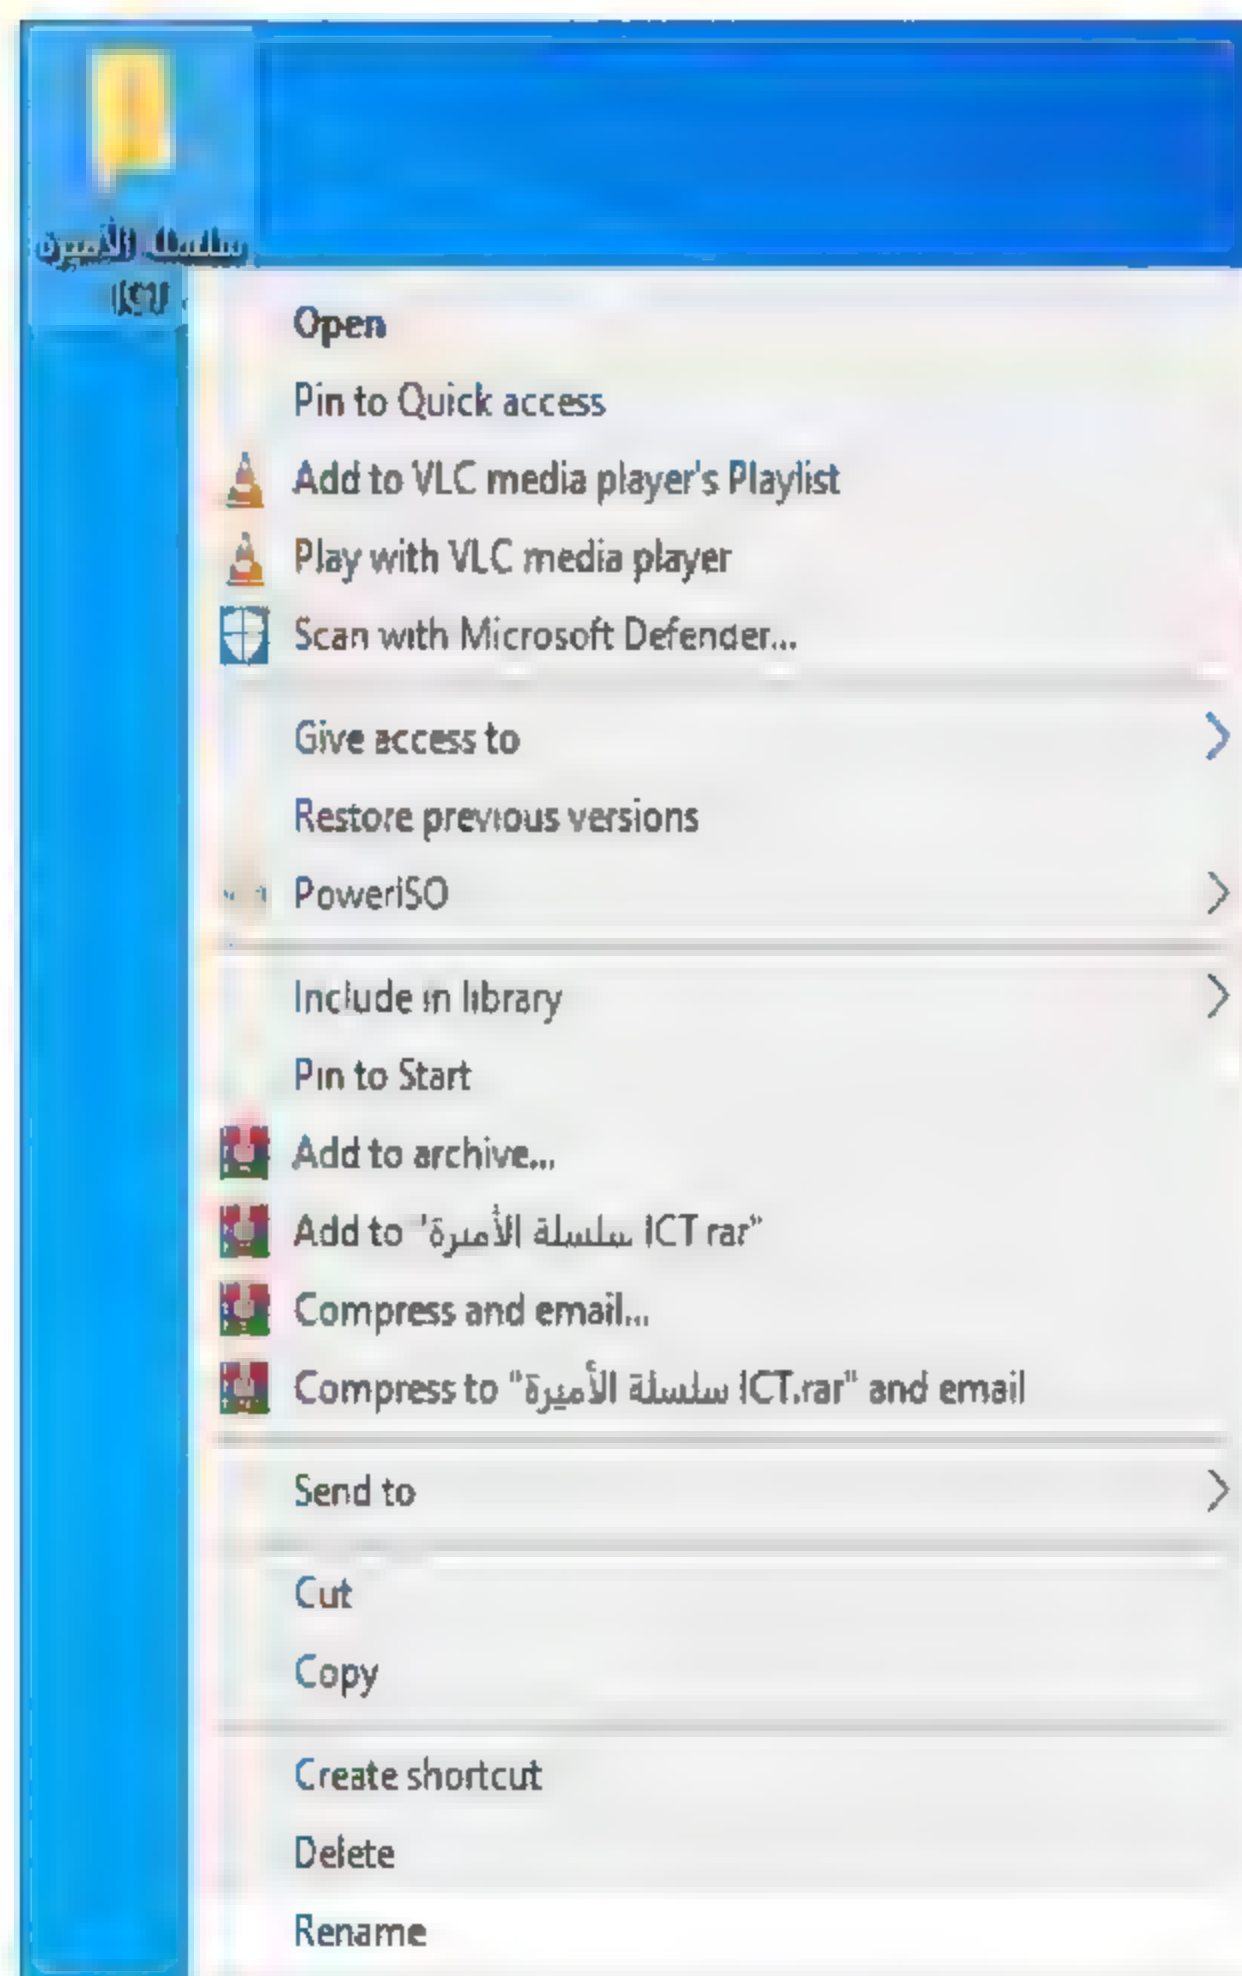 سلسلة الأميرة
Open
Pin to Quick access
Add to VLC media player's Playlist
Play with VLC media player
Scan with Microsoft Defender...
Give access to
Restore previous versions
PowerISO
Include in library
Pin to Start
Add to archive...
Add to "سلسلة الأميرة ICT.rar"
Compress and email...
Compress to "سلسلة الأميرة ICT.rar" and email
Send to
Cut
Copy
Create shortcut
Delete
Rename